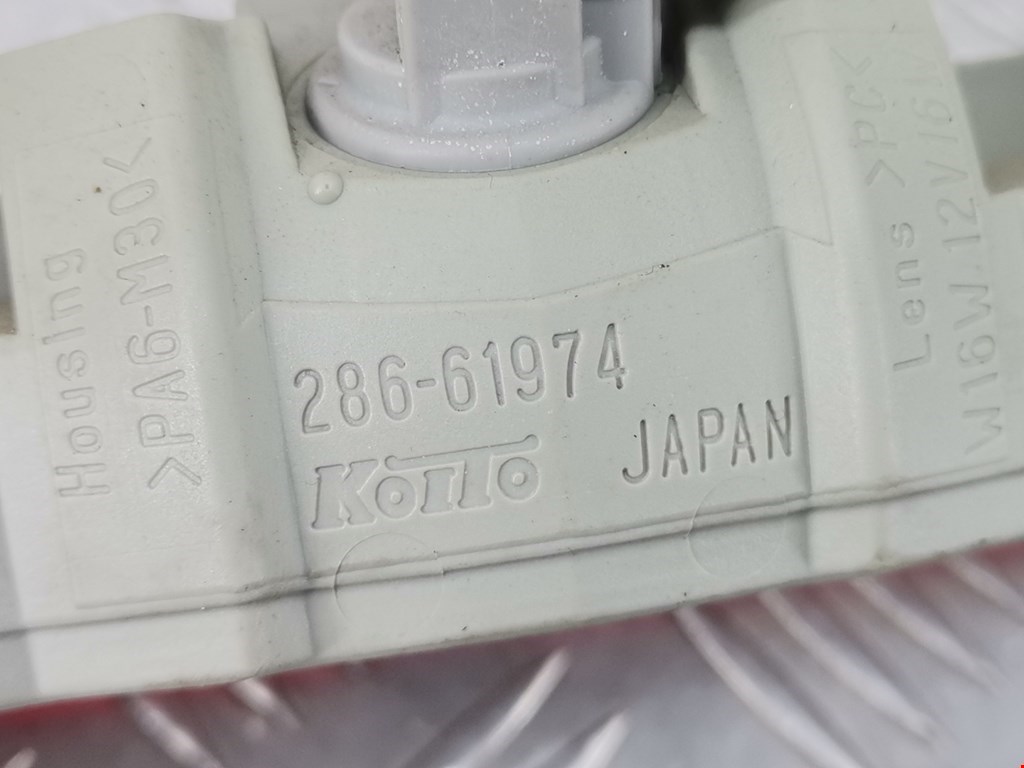 Housing
>PA6-M30<
286-61974
KOITO
JAPAN
Lens >PC<
W16W.12V16W